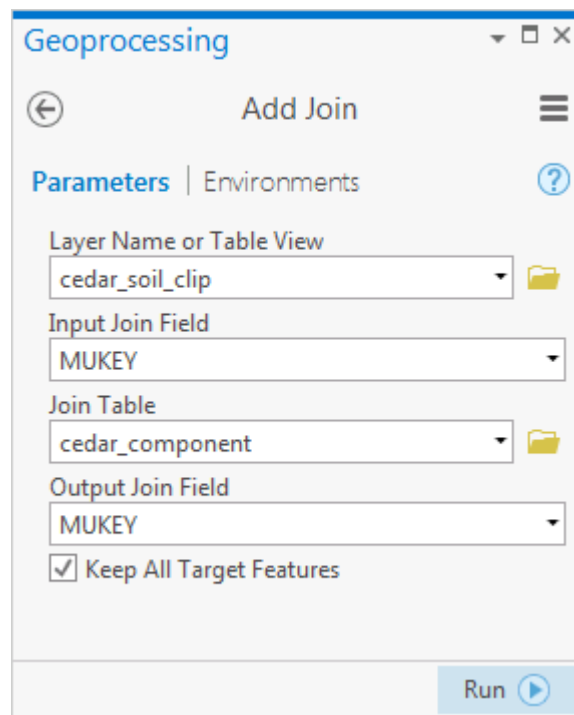 Geoprocessing
Add Join
Parameters | Environments
?
Layer Name or Table View
cedar_soil_clip
Input Join Field
MUKEY
Join Table
cedar_component
Output Join Field
MUKEY
Keep All Target Features
Run